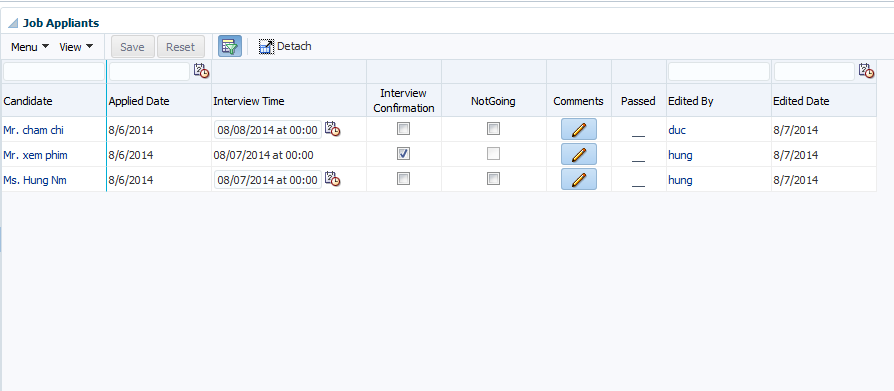 Job Appliants
Menu View Save Reset Detach
Candidate Applied Date Interview Time Interview Confirmation NotGoing Comments Passed Edited By Edited Date
Mr. cham chi 8/6/2014 08/08/2014 at 00:00 __ duc 8/7/2014
Mr. xem phim 8/6/2014 08/07/2014 at 00:00 __ hung 8/7/2014
Ms. Hung Nm 8/6/2014 08/07/2014 at 00:00 __ hung 8/7/2014